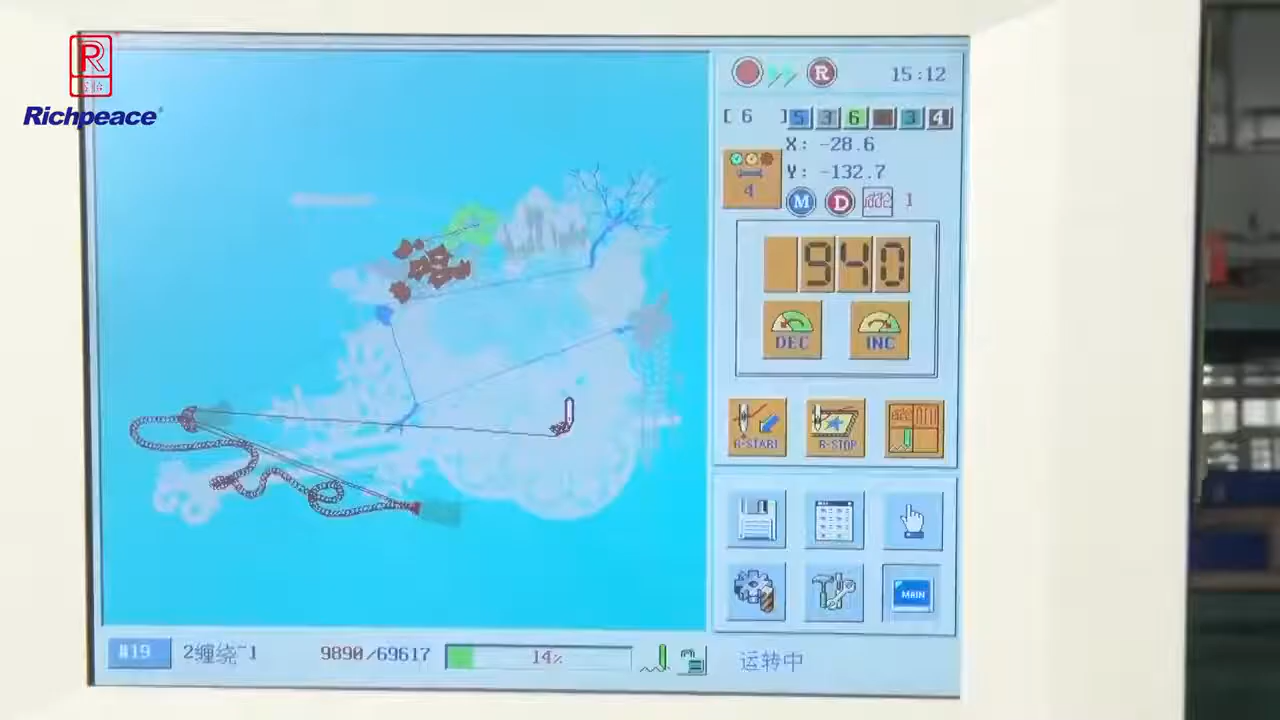 R
Richpeace
R
15:12
[6 ] 5 3 6 3 4
X: -28.6
Y: -132.7
4
M D 1
940
DEC INC
R-START R-STOP
MAIN
#19 2缠绕~1 9890/69617 14% 运转中